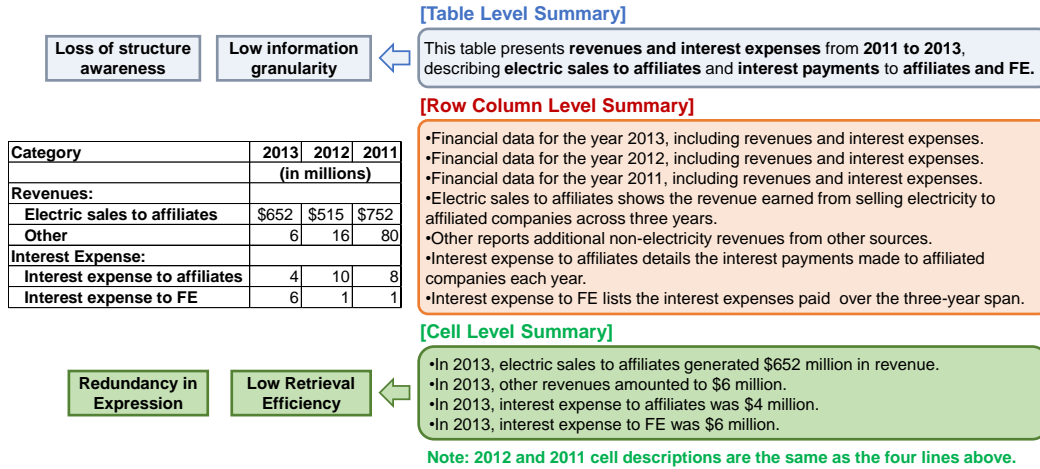 [Table Level Summary]
Loss of structure
awareness
Low information
granularity
This table presents revenues and interest expenses from 2011 to 2013,
describing electric sales to affiliates and interest payments to affiliates and FE.
[Row Column Level Summary]
Category 2013 2012 2011
(in millions)
Revenues:
Electric sales to affiliates $652 $515 $752
Other 6 16 80
Interest Expense:
Interest expense to affiliates 4 10 8
Interest expense to FE 6 1 1
•Financial data for the year 2013, including revenues and interest expenses.
•Financial data for the year 2012, including revenues and interest expenses.
•Financial data for the year 2011, including revenues and interest expenses.
•Electric sales to affiliates shows the revenue earned from selling electricity to
affiliated companies across three years.
•Other reports additional non-electricity revenues from other sources.
•Interest expense to affiliates details the interest payments made to affiliated
companies each year.
•Interest expense to FE lists the interest expenses paid over the three-year span.
[Cell Level Summary]
Redundancy in
Expression
Low Retrieval
Efficiency
•In 2013, electric sales to affiliates generated $652 million in revenue.
•In 2013, other revenues amounted to $6 million.
•In 2013, interest expense to affiliates was $4 million.
•In 2013, interest expense to FE was $6 million.
Note: 2012 and 2011 cell descriptions are the same as the four lines above.